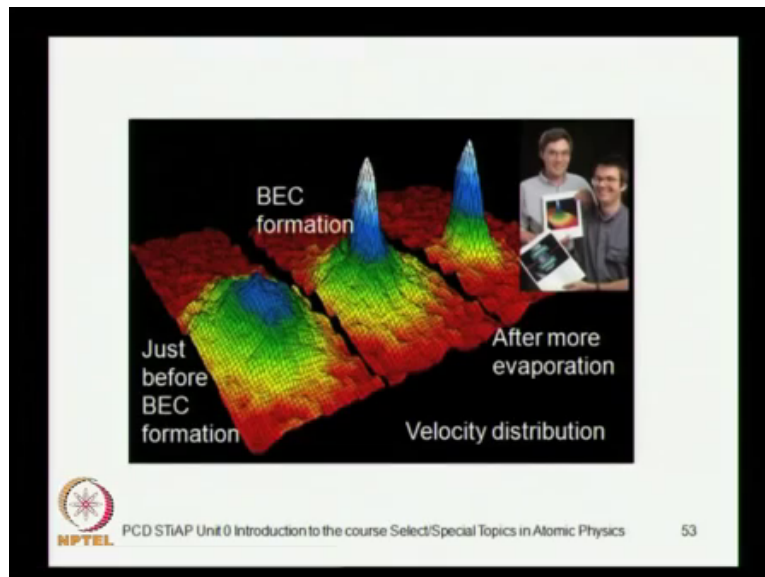 BEC
formation
Just
before
BEC
formation
After more
evaporation
Velocity distribution
NPTEL
PCD STiAP Unit 0 Introduction to the course Select/Special Topics in Atomic Physics 53